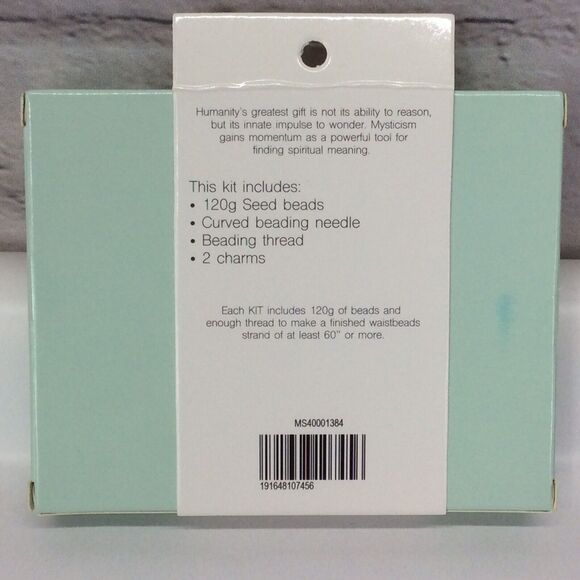 Humanity's greatest gift is not its ability to reason,
but its innate impulse to wonder. Mysticism
gains momentum as a powerful tool for
finding spiritual meaning.
This kit includes:
• 120g Seed beads
• Curved beading needle
• Beading thread
• 2 charms
Each KIT includes 120g of beads and
enough thread to make a finished waistbeads
strand of at least 60" or more.
MS40001384
191648107456